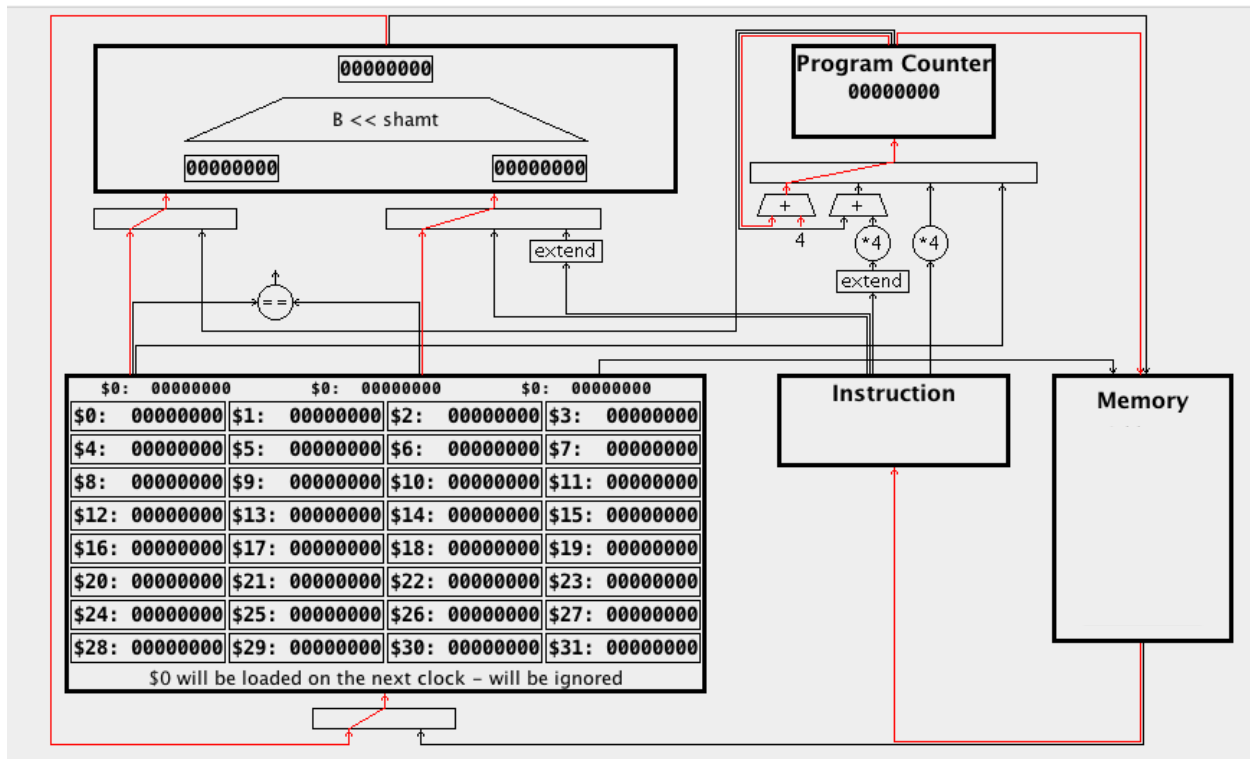 00000000
Program Counter
00000000
B << shamt
00000000 00000000
+ +
4
*4 *4
extend
extend
==
$0: 00000000 $0: 00000000 $0: 00000000
$0: 00000000 $1: 00000000 $2: 00000000 $3: 00000000
$4: 00000000 $5: 00000000 $6: 00000000 $7: 00000000
$8: 00000000 $9: 00000000 $10: 00000000 $11: 00000000
$12: 00000000 $13: 00000000 $14: 00000000 $15: 00000000
$16: 00000000 $17: 00000000 $18: 00000000 $19: 00000000
$20: 00000000 $21: 00000000 $22: 00000000 $23: 00000000
$24: 00000000 $25: 00000000 $26: 00000000 $27: 00000000
$28: 00000000 $29: 00000000 $30: 00000000 $31: 00000000
$0 will be loaded on the next clock – will be ignored
Instruction
Memory